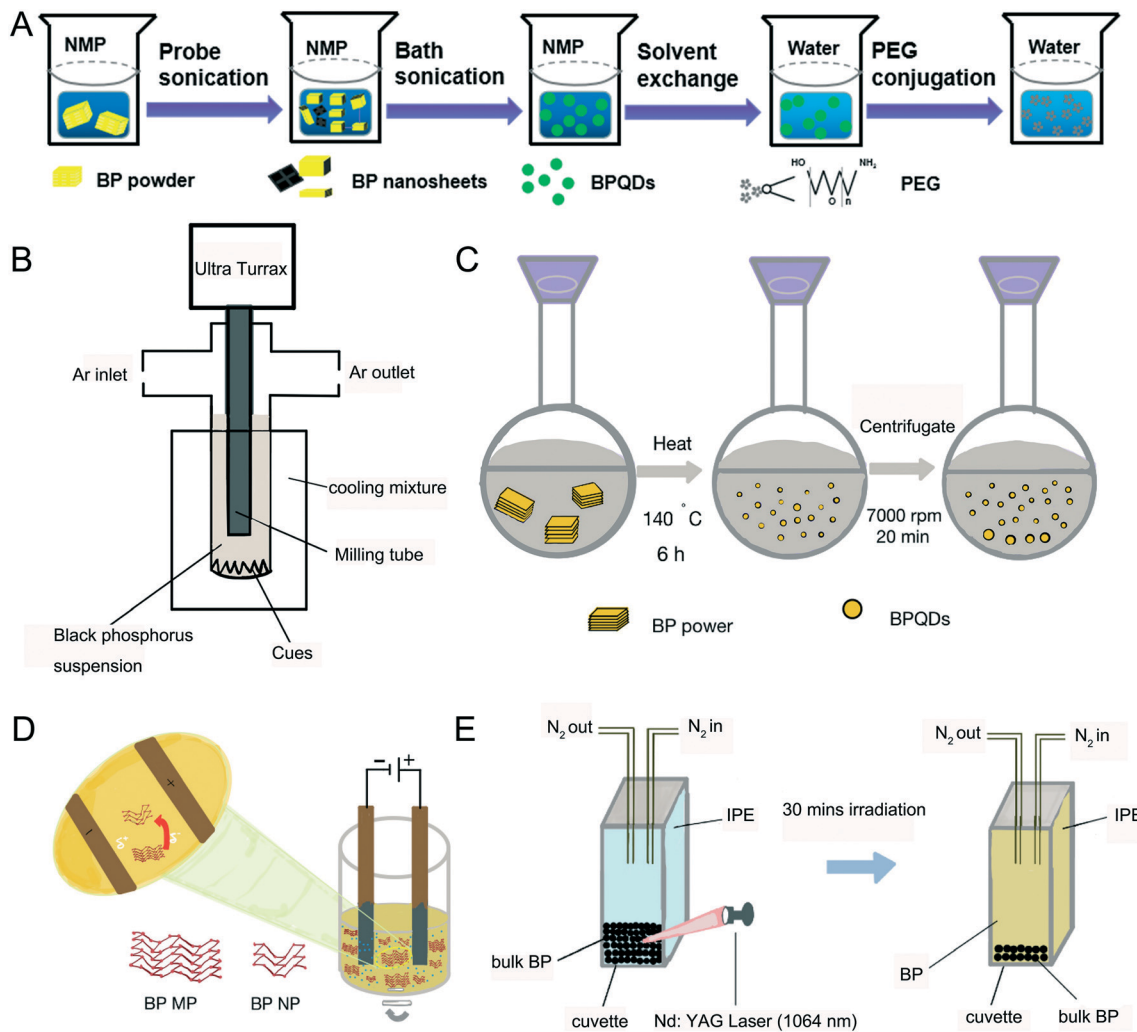 A
NMP
Probe
sonication
NMP
Bath
sonication
NMP
Solvent
exchange
Water
PEG
conjugation
Water
BP powder
BP nanosheets
BPQDs
HO
NH2
O
n
PEG
B
Ultra Turrax
Ar inlet
Ar outlet
cooling mixture
Milling tube
Black phosphorus
suspension
Cues
C
Heat
140 °C
6 h
Centrifugate
7000 rpm
20 min
BP power
BPQDs
D
+
−
δ+
δ-
− +
BP MP
BP NP
E
N2 out
N2 in
IPE
bulk BP
cuvette
Nd: YAG Laser (1064 nm)
30 mins irradiation
N2 out
N2 in
IPE
BP
cuvette
bulk BP